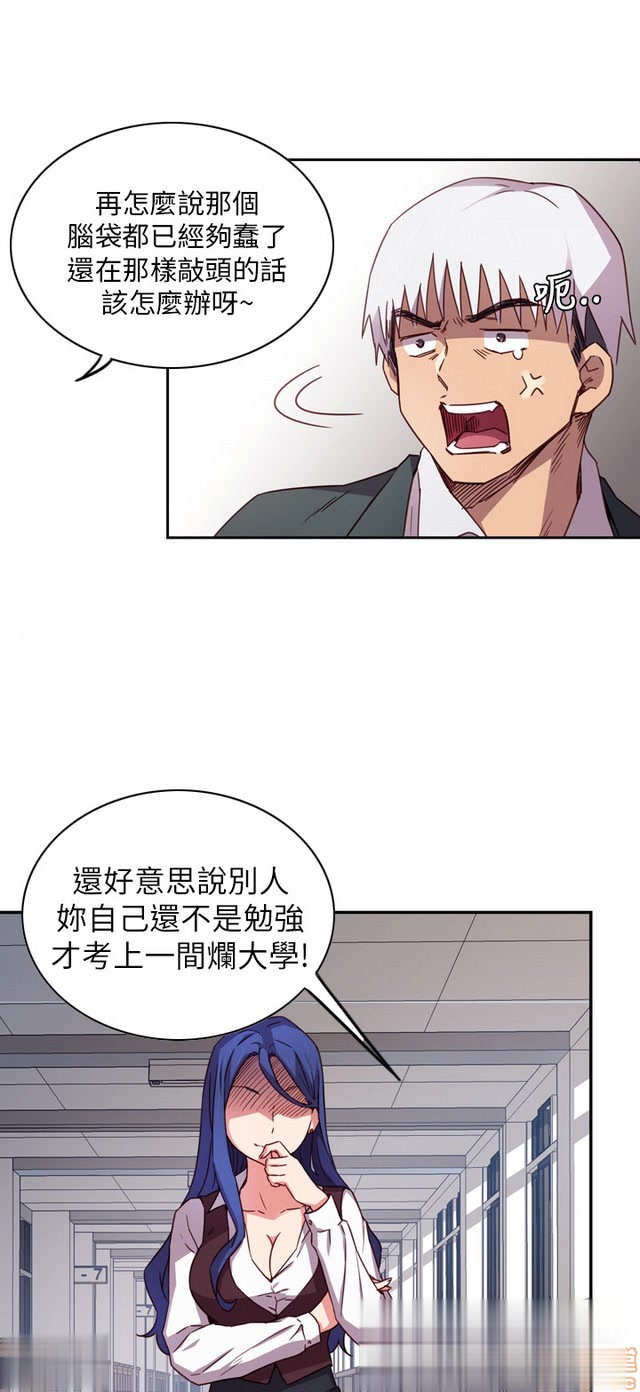 再怎麼說那個
腦袋都已經夠蠢了
還在那樣敲頭的話
該怎麼辦呀~
呃..
還好意思說別人
妳自己還不是勉強
才考上一間爛大學!
-7